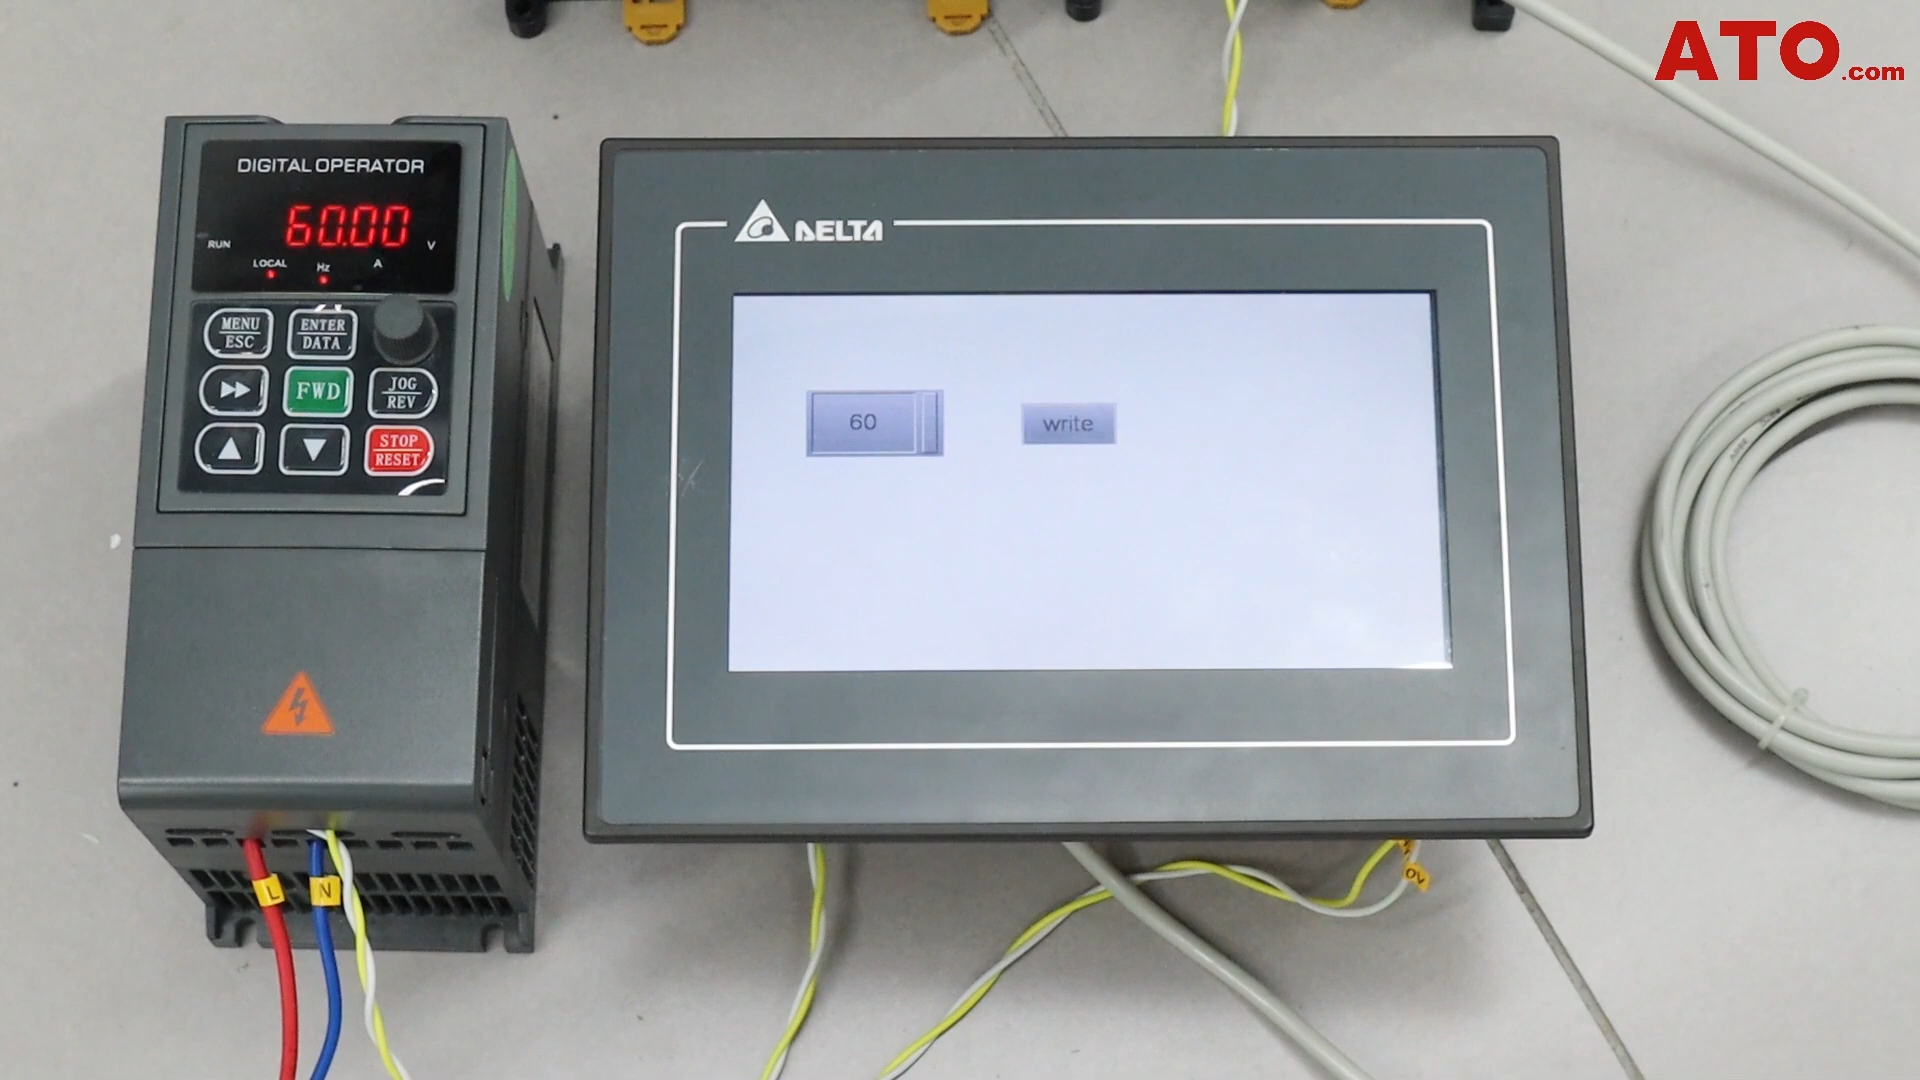 ATO.com
DIGITAL OPERATOR
60.00
RUN
V
LOCAL
Hz
A
MENU
ESC
ENTER
DATA
FWD
JOG
REV
STOP
RESET
DELTA
60
write
L
N
0V